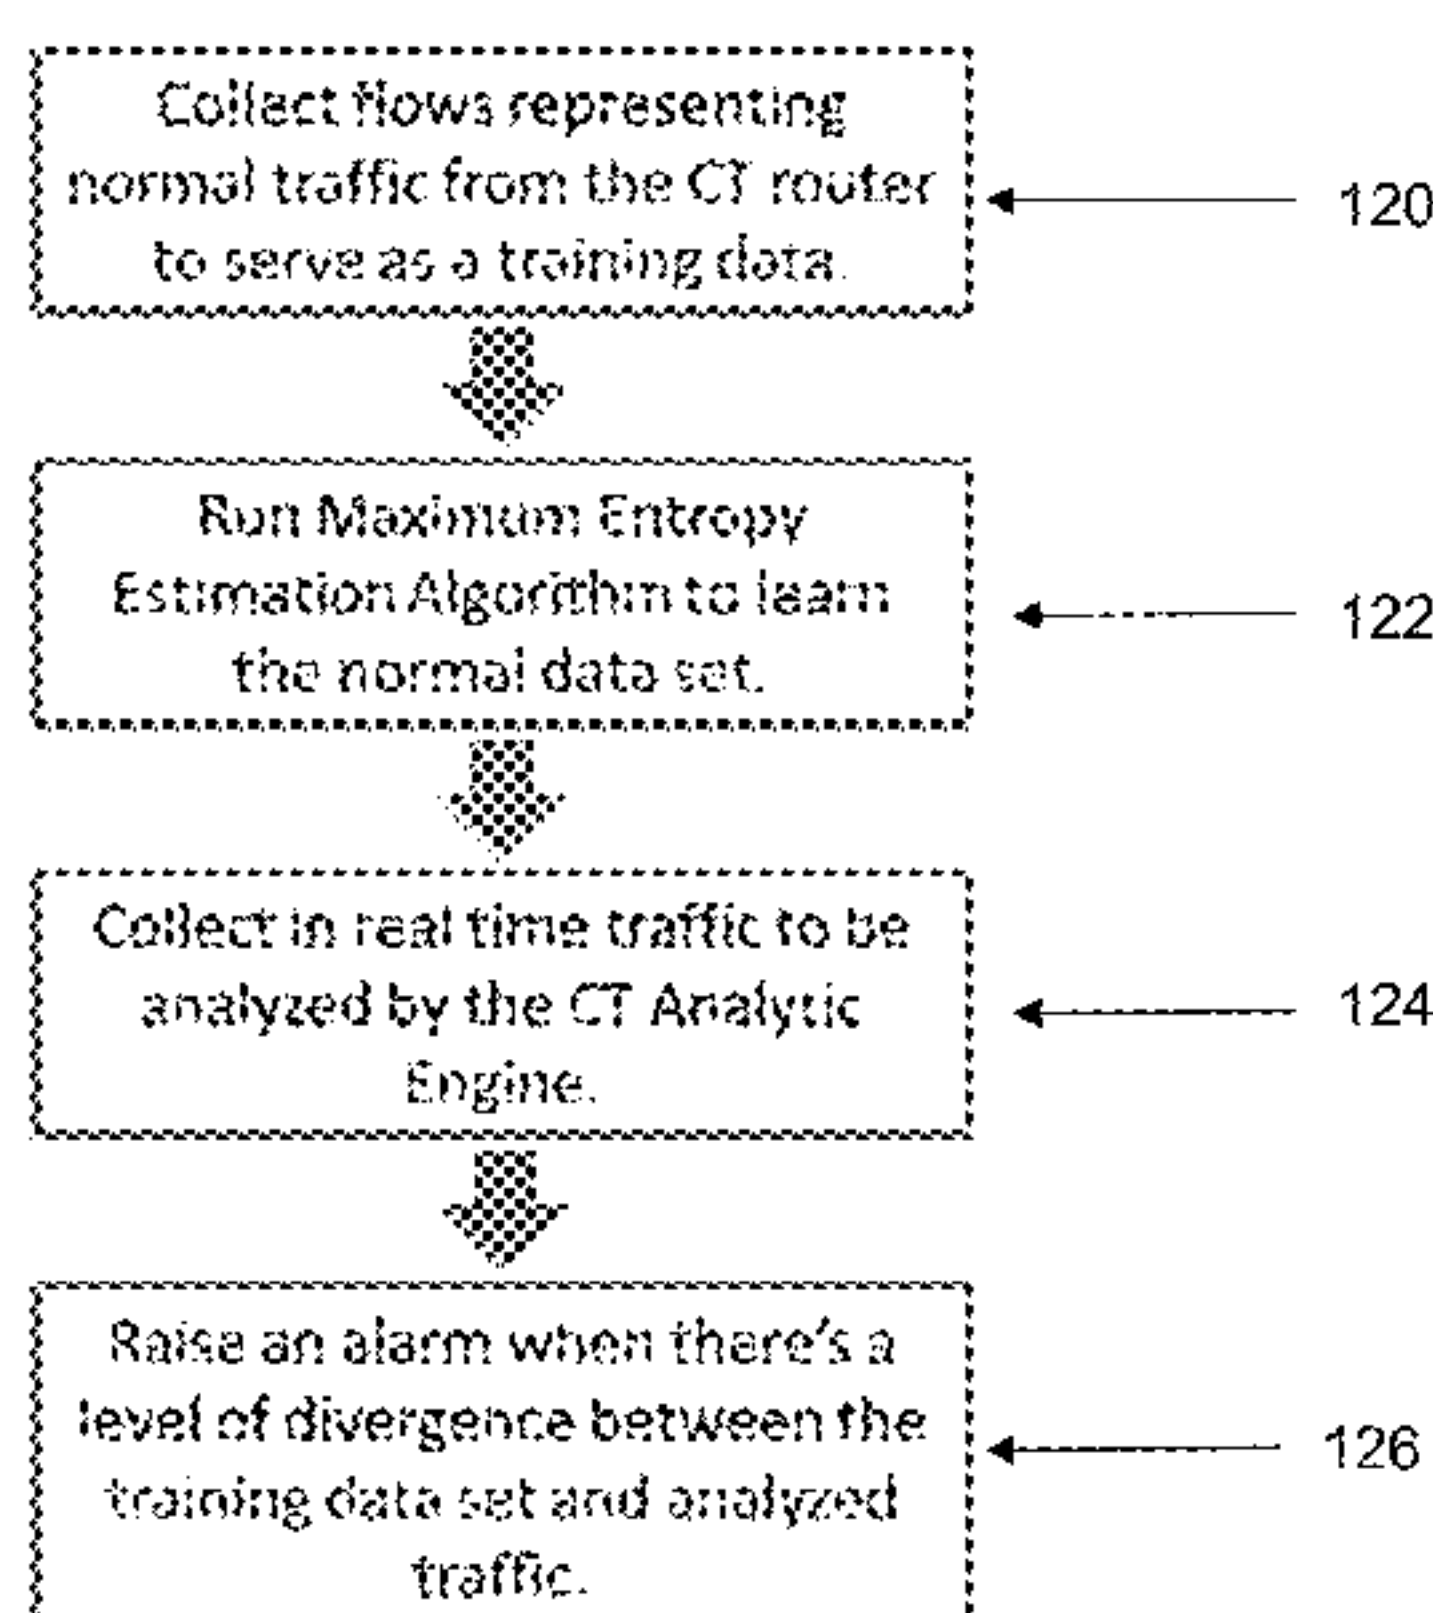 Collect flows representing
normal traffic from the CT router
to serve as a training data.
120
Run Maximum Entropy
Estimation Algorithm to learn
the normal data set.
122
Collect in real time traffic to be
analyzed by the CT Analytic
Engine.
124
Raise an alarm when there's a
level of divergence between the
training data set and analyzed
traffic.
126